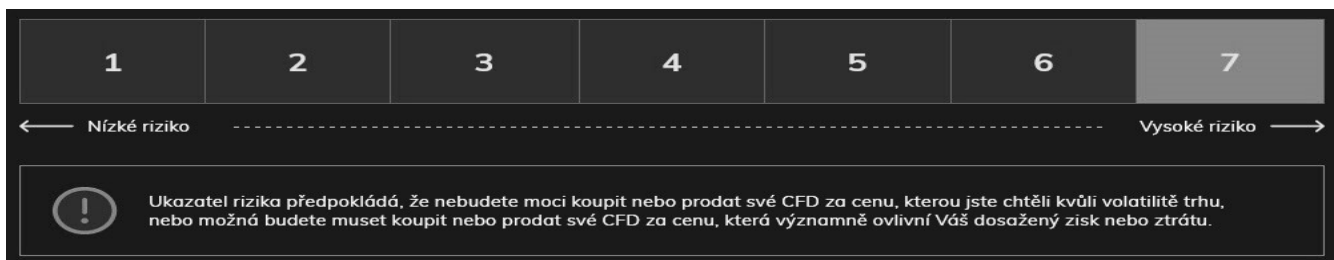 1 2 3 4 5 6 7
Nízké riziko Vysoké riziko
Ukazatel rizika předpokládá, že nebudete moci koupit nebo prodat své CFD za cenu, kterou jste chtěli kvůli volatilitě trhu,
nebo možná budete muset koupit nebo prodat své CFD za cenu, která významně ovlivní Váš dosažený zisk nebo ztrátu.